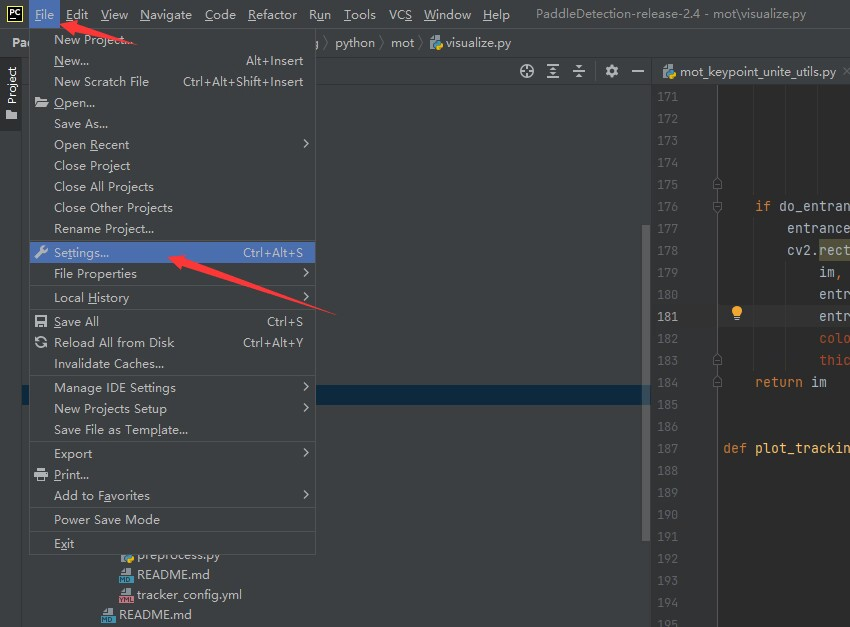 PC File Edit View Navigate Code Refactor Run Tools VCS Window Help PaddleDetection-release-2.4 - mot\visualize.py
python mot visualize.py
Project
mot_keypoint_unite_utils.py
New Project...
New... Alt+Insert
New Scratch File Ctrl+Alt+Shift+Insert
Open...
Save As...
Open Recent
Close Project
Close All Projects
Close Other Projects
Rename Project...
Settings... Ctrl+Alt+S
File Properties
Local History
Save All Ctrl+S
Reload All from Disk Ctrl+Alt+Y
Invalidate Caches...
Manage IDE Settings
New Projects Setup
Save File as Template...
Export
Print...
Add to Favorites
Power Save Mode
Exit
preprocess.py
MD README.md
YML tracker_config.yml
MD README.md
171
172
173
174
175
176 if do_entran
177 entrance
178 cv2.rect
179 im,
180 entr
181 entr
182 colo
183 thic
184 return im
185
186
187 def plot_trackin
188
189
190
191
192
193
194
195